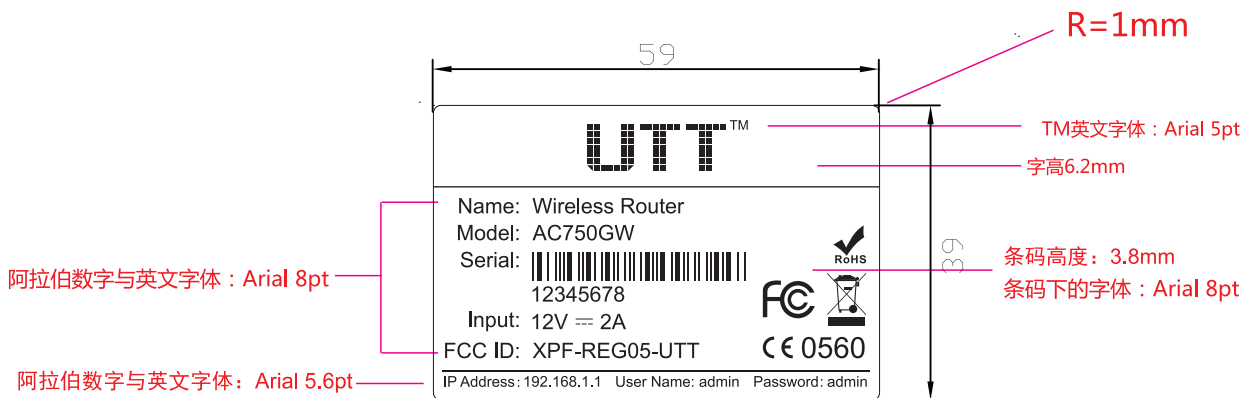 R=1mm
59
UTT™
TM英文字体：Arial 5pt
字高6.2mm
Name: Wireless Router
Model: AC750GW
Serial:
12345678
RoHS
39
条码高度：3.8mm
条码下的字体：Arial 8pt
阿拉伯数字与英文字体：Arial 8pt
Input: 12V ⎓ 2A
FC
FCC ID: XPF-REG05-UTT
CE 0560
阿拉伯数字与英文字体：Arial 5.6pt
IP Address: 192.168.1.1 User Name: admin Password: admin